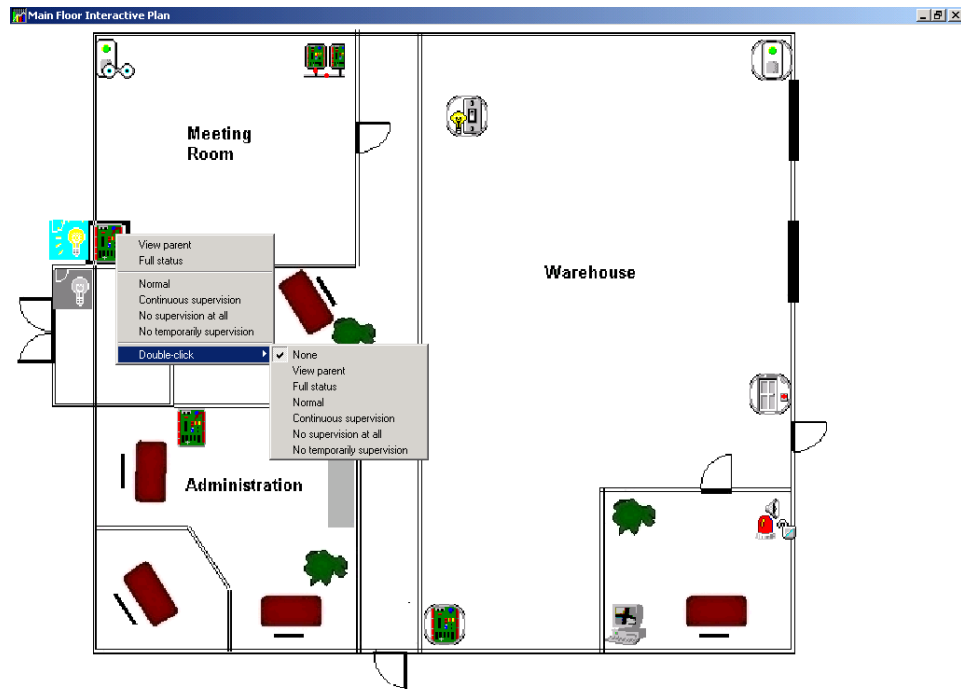 Main Floor Interactive Plan
Meeting
Room
View parent
Full status
Normal
Continuous supervision
No supervision at all
No temporarily supervision
Double-click
None
View parent
Full status
Normal
Continuous supervision
No supervision at all
No temporarily supervision
Warehouse
Administration